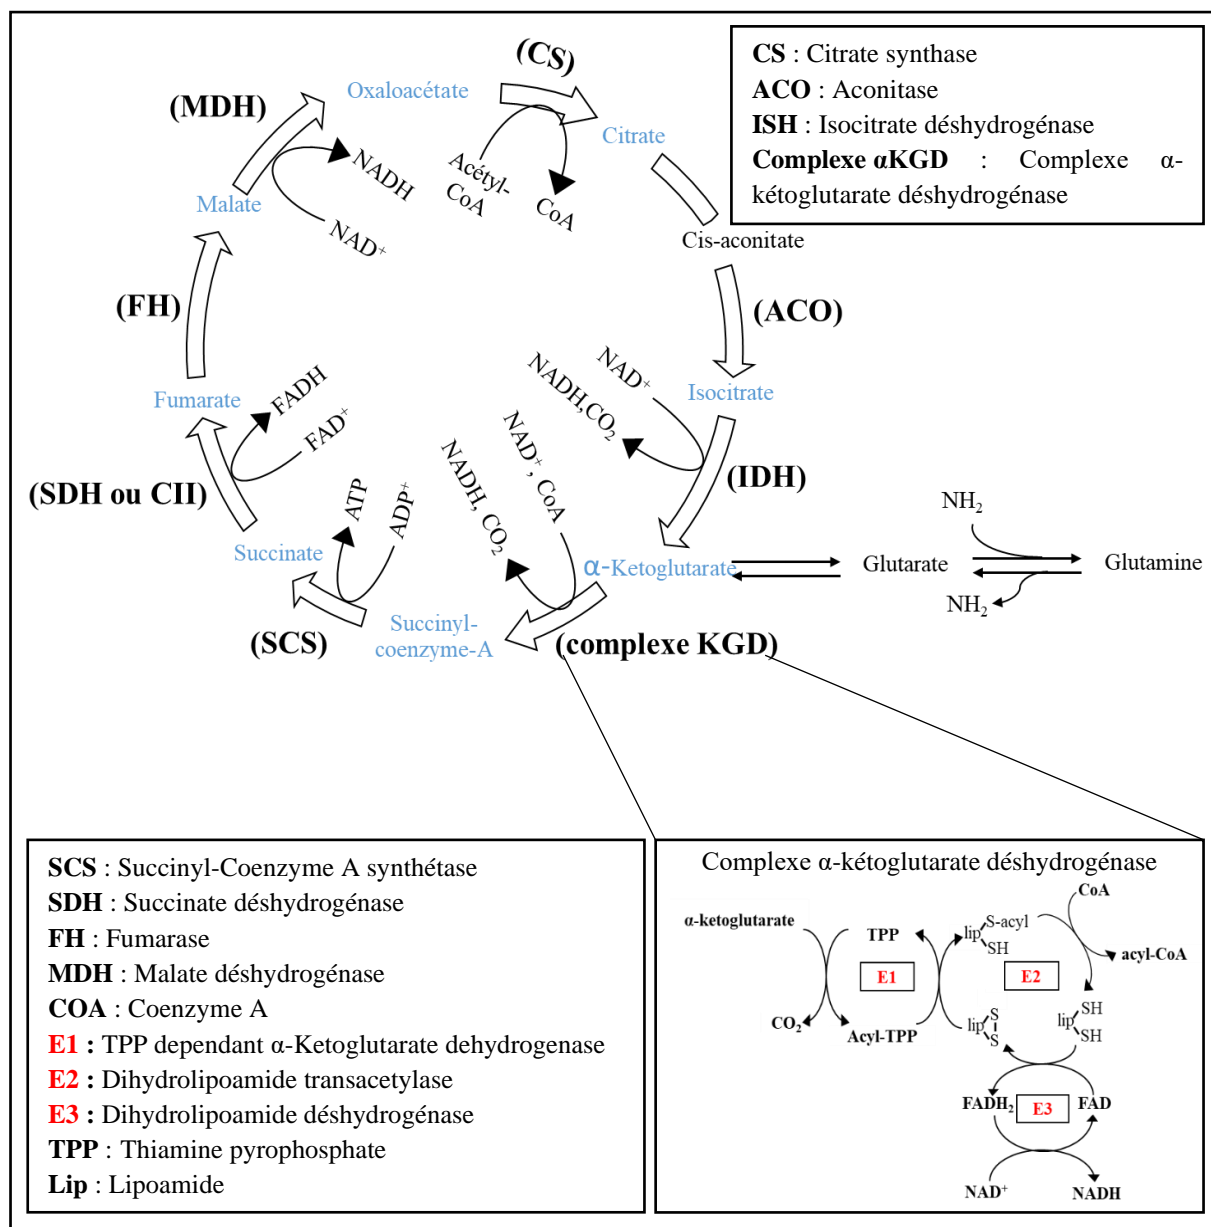 (CS)
CS : Citrate synthase
ACO : Aconitase
ISH : Isocitrate déshydrogénase
Complexe αKGD : Complexe α-
kétoglutarate déshydrogénase
Oxaloacétate
(MDH)
Citrate
NADH
Acétyl-
CoA
CoA
Malate
NAD⁺
Cis-aconitate
(FH)
(ACO)
NAD⁺
NADH,CO₂
Isocitrate
Fumarate
FADH
FAD⁺
NAD⁺, CoA
NADH, CO₂
(IDH)
(SDH ou CII)
ATP
ADP⁺
NH₂
Succinate
α-Ketoglutarate
Glutarate
Glutamine
NH₂
(SCS)
Succinyl-
coenzyme-A
(complexe KGD)
SCS : Succinyl-Coenzyme A synthétase
SDH : Succinate déshydrogénase
FH : Fumarase
MDH : Malate déshydrogénase
COA : Coenzyme A
E1 : TPP dependant α-Ketoglutarate dehydrogenase
E2 : Dihydrolipoamide transacetylase
E3 : Dihydrolipoamide déshydrogénase
TPP : Thiamine pyrophosphate
Lip : Lipoamide
Complexe α-kétoglutarate déshydrogénase
CoA
α-ketoglutarate
TPP
lip
S-acyl
SH
acyl-CoA
E1
E2
CO₂
Acyl-TPP
lip
S
S
lip
SH
SH
FADH₂
E3
FAD
NAD⁺
NADH